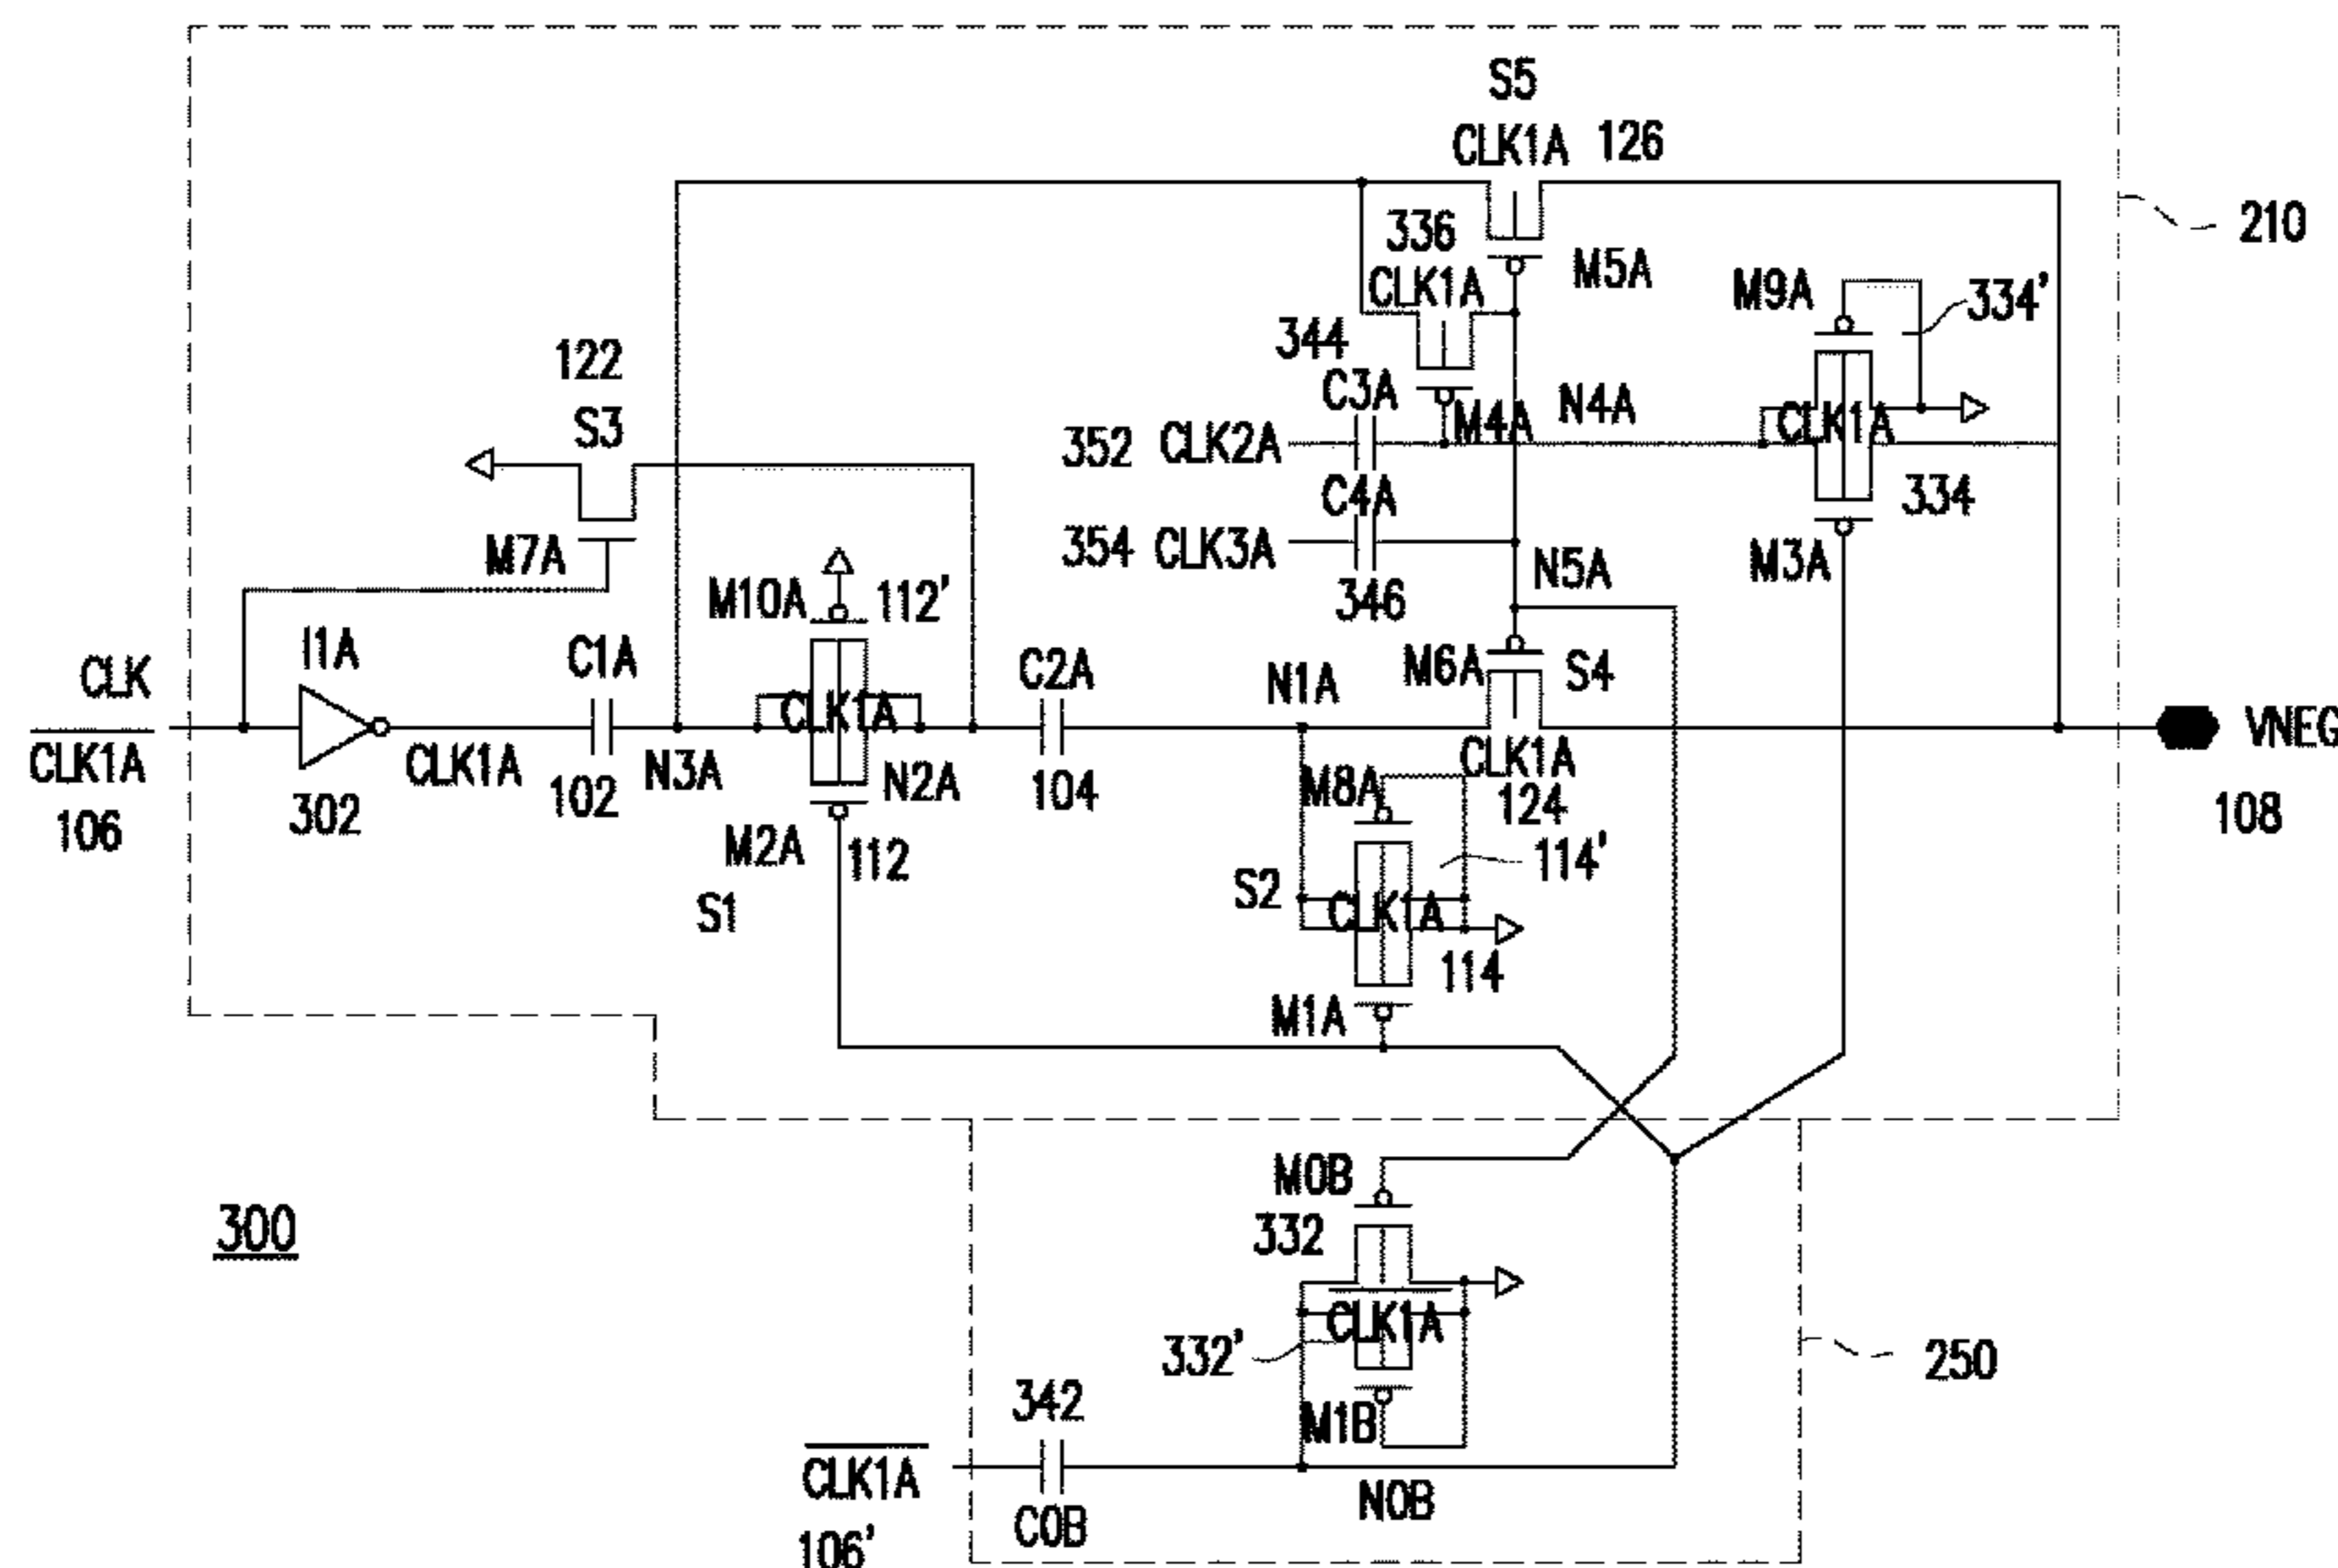 S5
CLK1A 126
210
336
CLK1A
M5A
M9A
334'
344
C3A
M4A
N4A
CLK1A
122
S3
352 CLK2A
C4A
334
M7A
354 CLK3A
346
N5A
M3A
M10A
112'
CLK
I1A
C1A
CLK1A
C2A
N1A
M6A
S4
VNEG
CLK1A
106
302
CLK1A
102
N3A
N2A
104
CLK1A
124
108
M8A
M2A
112
S1
S2
CLK1A
114'
114
M1A
300
M0B
332
CLK1A
332'
250
342
M1B
CLK1A
106'
C0B
N0B